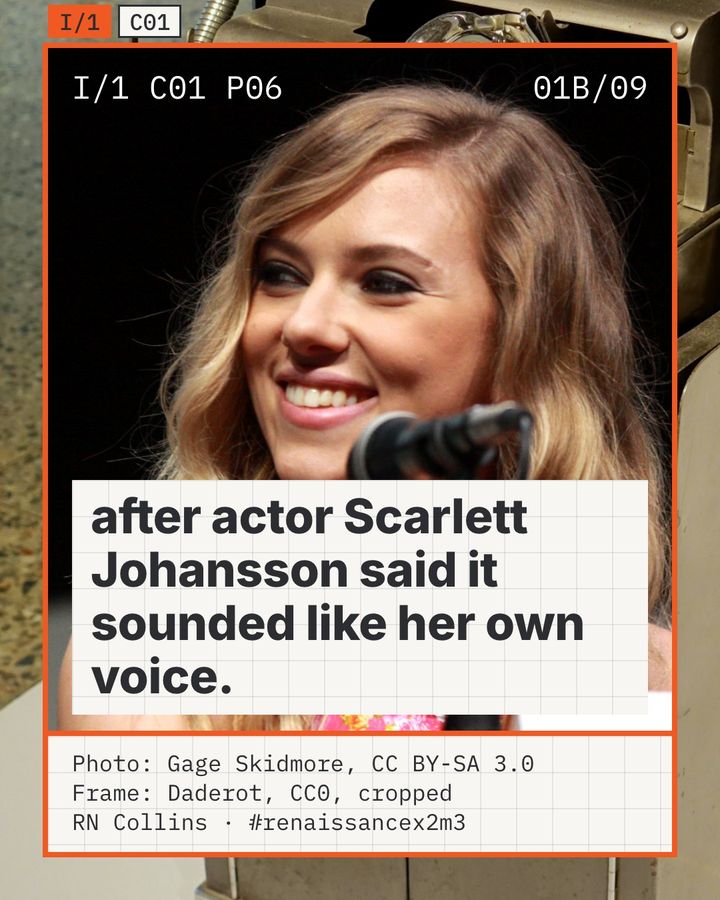 I/1 C01
I/1 C01 P06 01B/09
after actor Scarlett
Johansson said it
sounded like her own
voice.
Photo: Gage Skidmore, CC BY-SA 3.0
Frame: Daderot, CC0, cropped
RN Collins · #renaissancex2m3